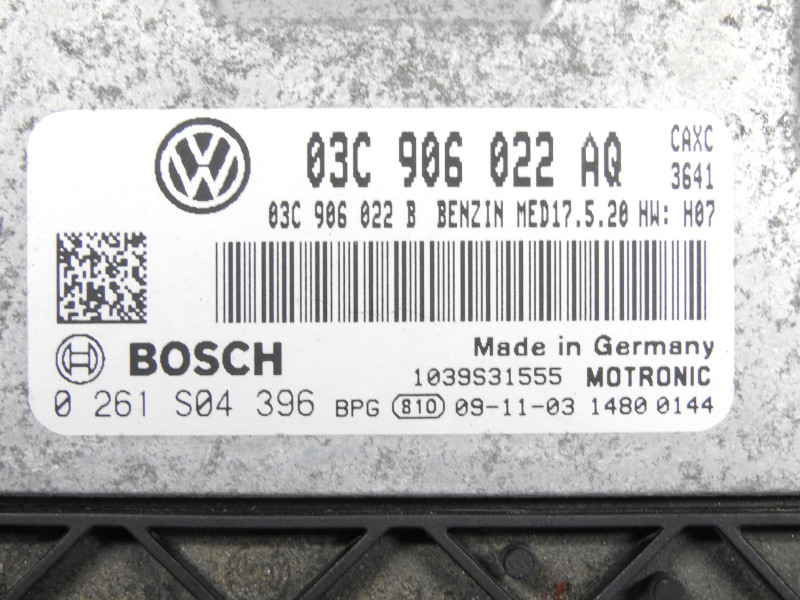 03C 906 022 AQ
CAXC
3641
03C 906 022 B BENZIN MED17.5.20 HW: H07
BOSCH
Made in Germany
1039S31555 MOTRONIC
0 261 S04 396 BPG 810 09-11-03 1480 0144